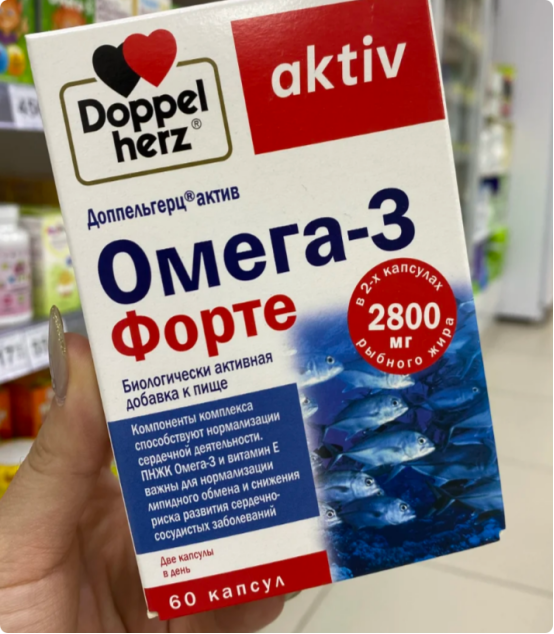 Doppel
herz®
aktiv
Доппельгерц® актив
Омега-3
Форте
Биологически активная
добавка к пище
в 2-х капсулах
2800
мг
рыбного жира
Компоненты комплекса
способствуют нормализации
сердечной деятельности.
ПНЖК Омега-3 и витамин Е
важны для нормализации
липидного обмена и снижения
риска развития сердечно-
сосудистых заболеваний
Две капсулы
в день
60 капсул